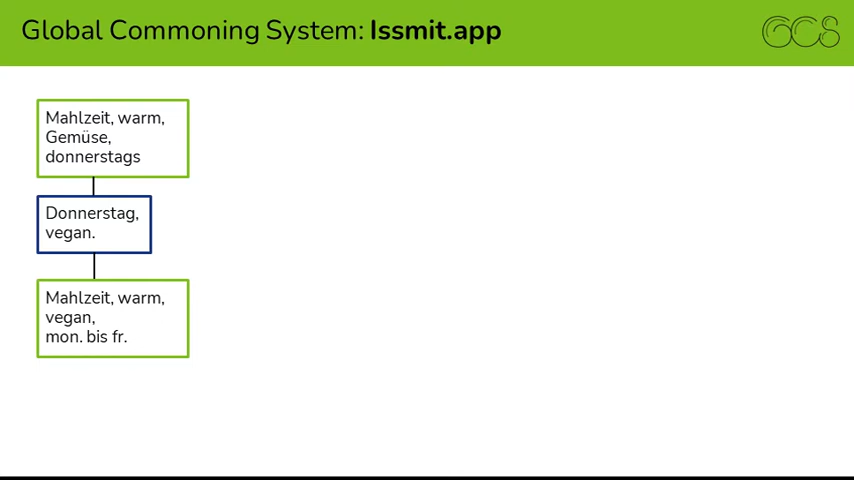 Global Commoning System: Issmit.app
GCS
Mahlzeit, warm,
Gemüse,
donnerstags
Donnerstag,
vegan.
Mahlzeit, warm,
vegan,
mon. bis fr.